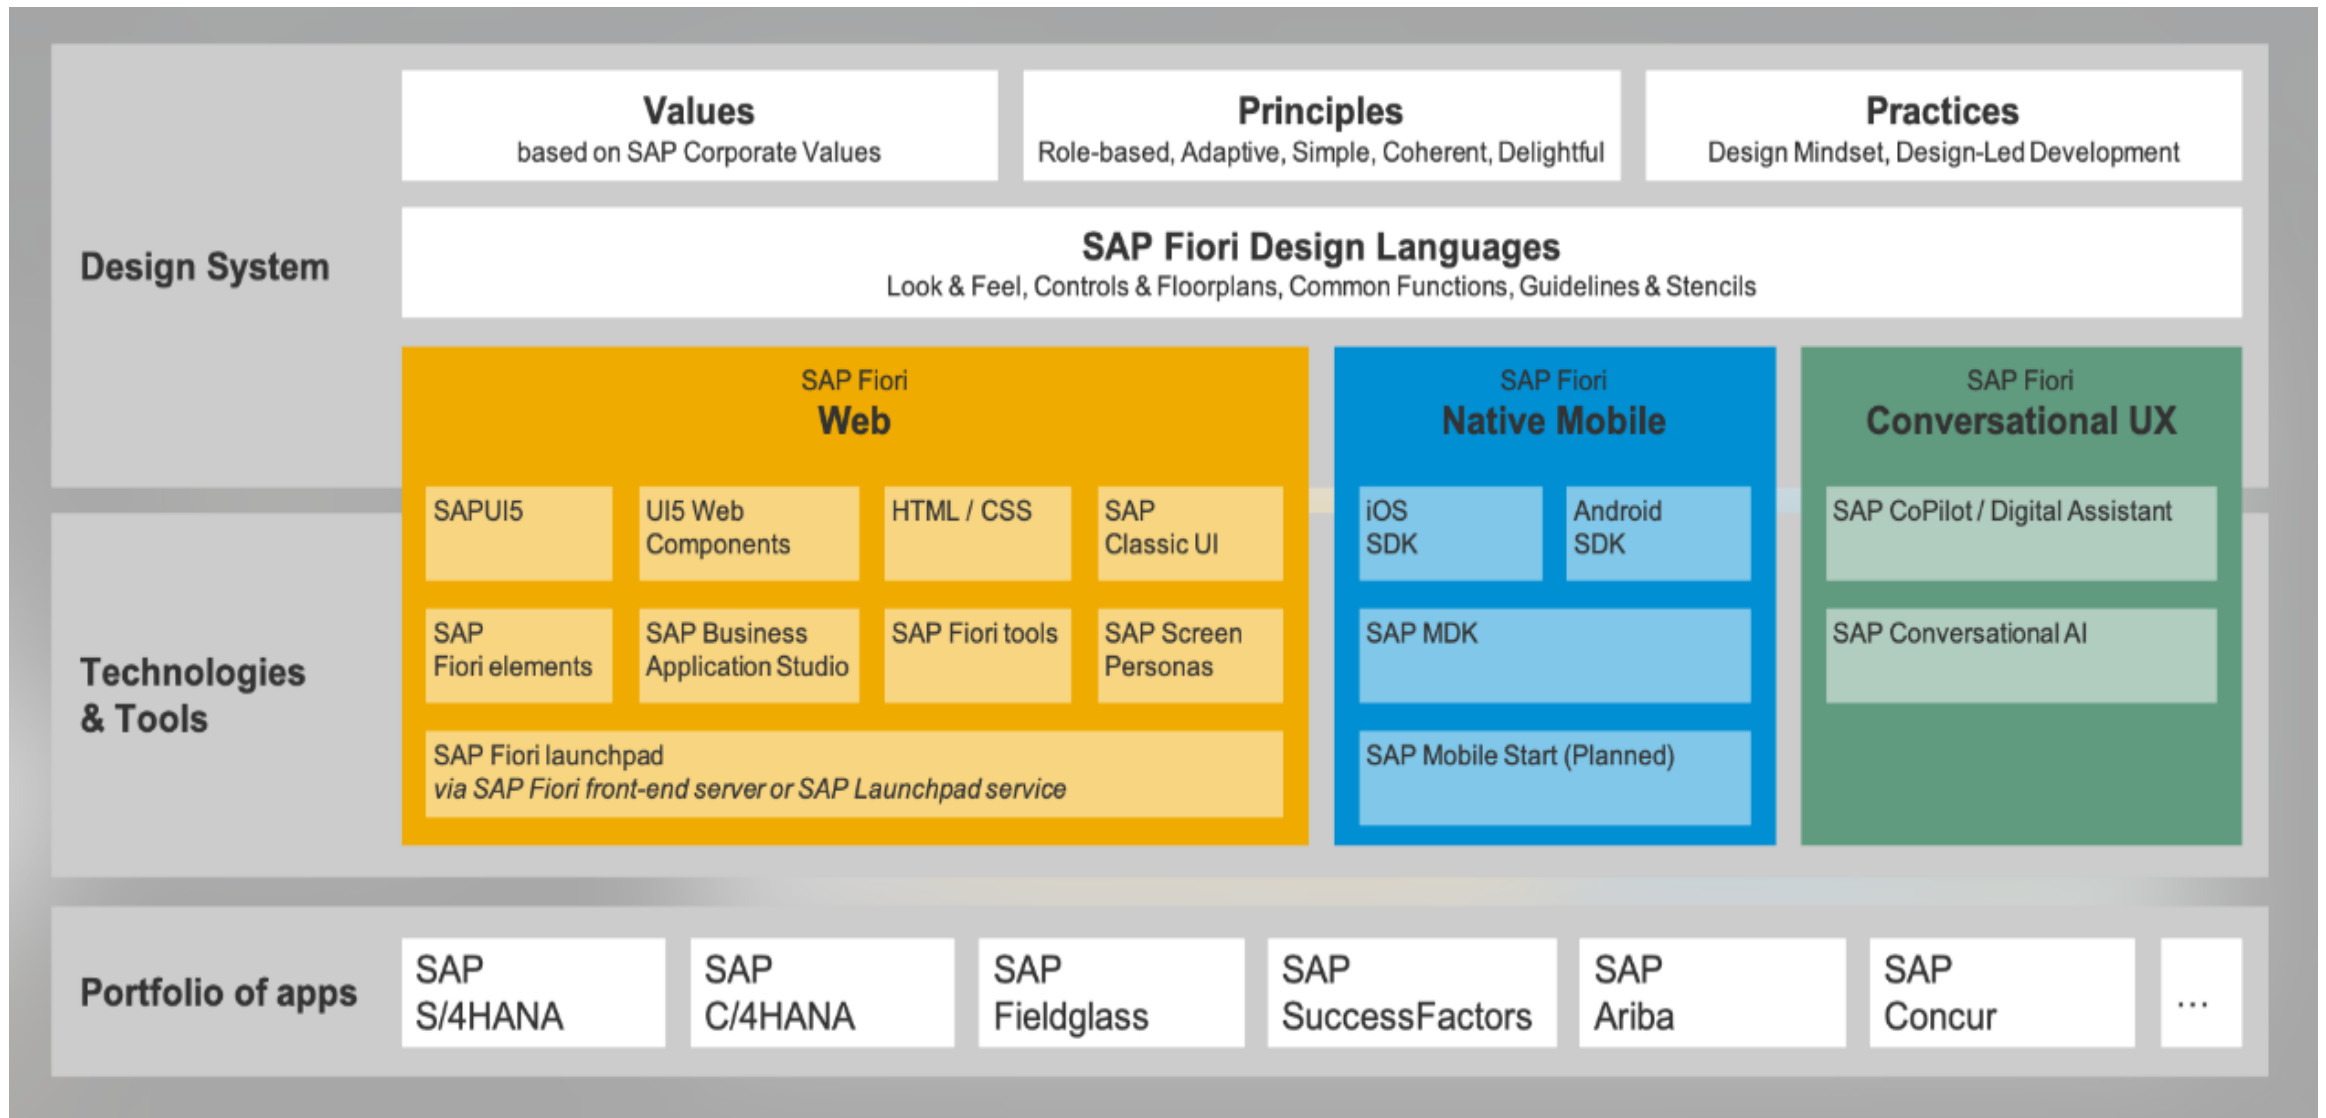 Values
based on SAP Corporate Values
Principles
Role-based, Adaptive, Simple, Coherent, Delightful
Practices
Design Mindset, Design-Led Development
Design System
SAP Fiori Design Languages
Look & Feel, Controls & Floorplans, Common Functions, Guidelines & Stencils
SAP Fiori
Web
SAPUI5
UI5 Web
Components
HTML / CSS
SAP
Classic UI
SAP
Fiori elements
SAP Business
Application Studio
SAP Fiori tools
SAP Screen
Personas
SAP Fiori launchpad
via SAP Fiori front-end server or SAP Launchpad service
SAP Fiori
Native Mobile
iOS
SDK
Android
SDK
SAP MDK
SAP Mobile Start (Planned)
SAP Fiori
Conversational UX
SAP CoPilot / Digital Assistant
SAP Conversational AI
Technologies
& Tools
Portfolio of apps
SAP
S/4HANA
SAP
C/4HANA
SAP
Fieldglass
SAP
SuccessFactors
SAP
Ariba
SAP
Concur
...